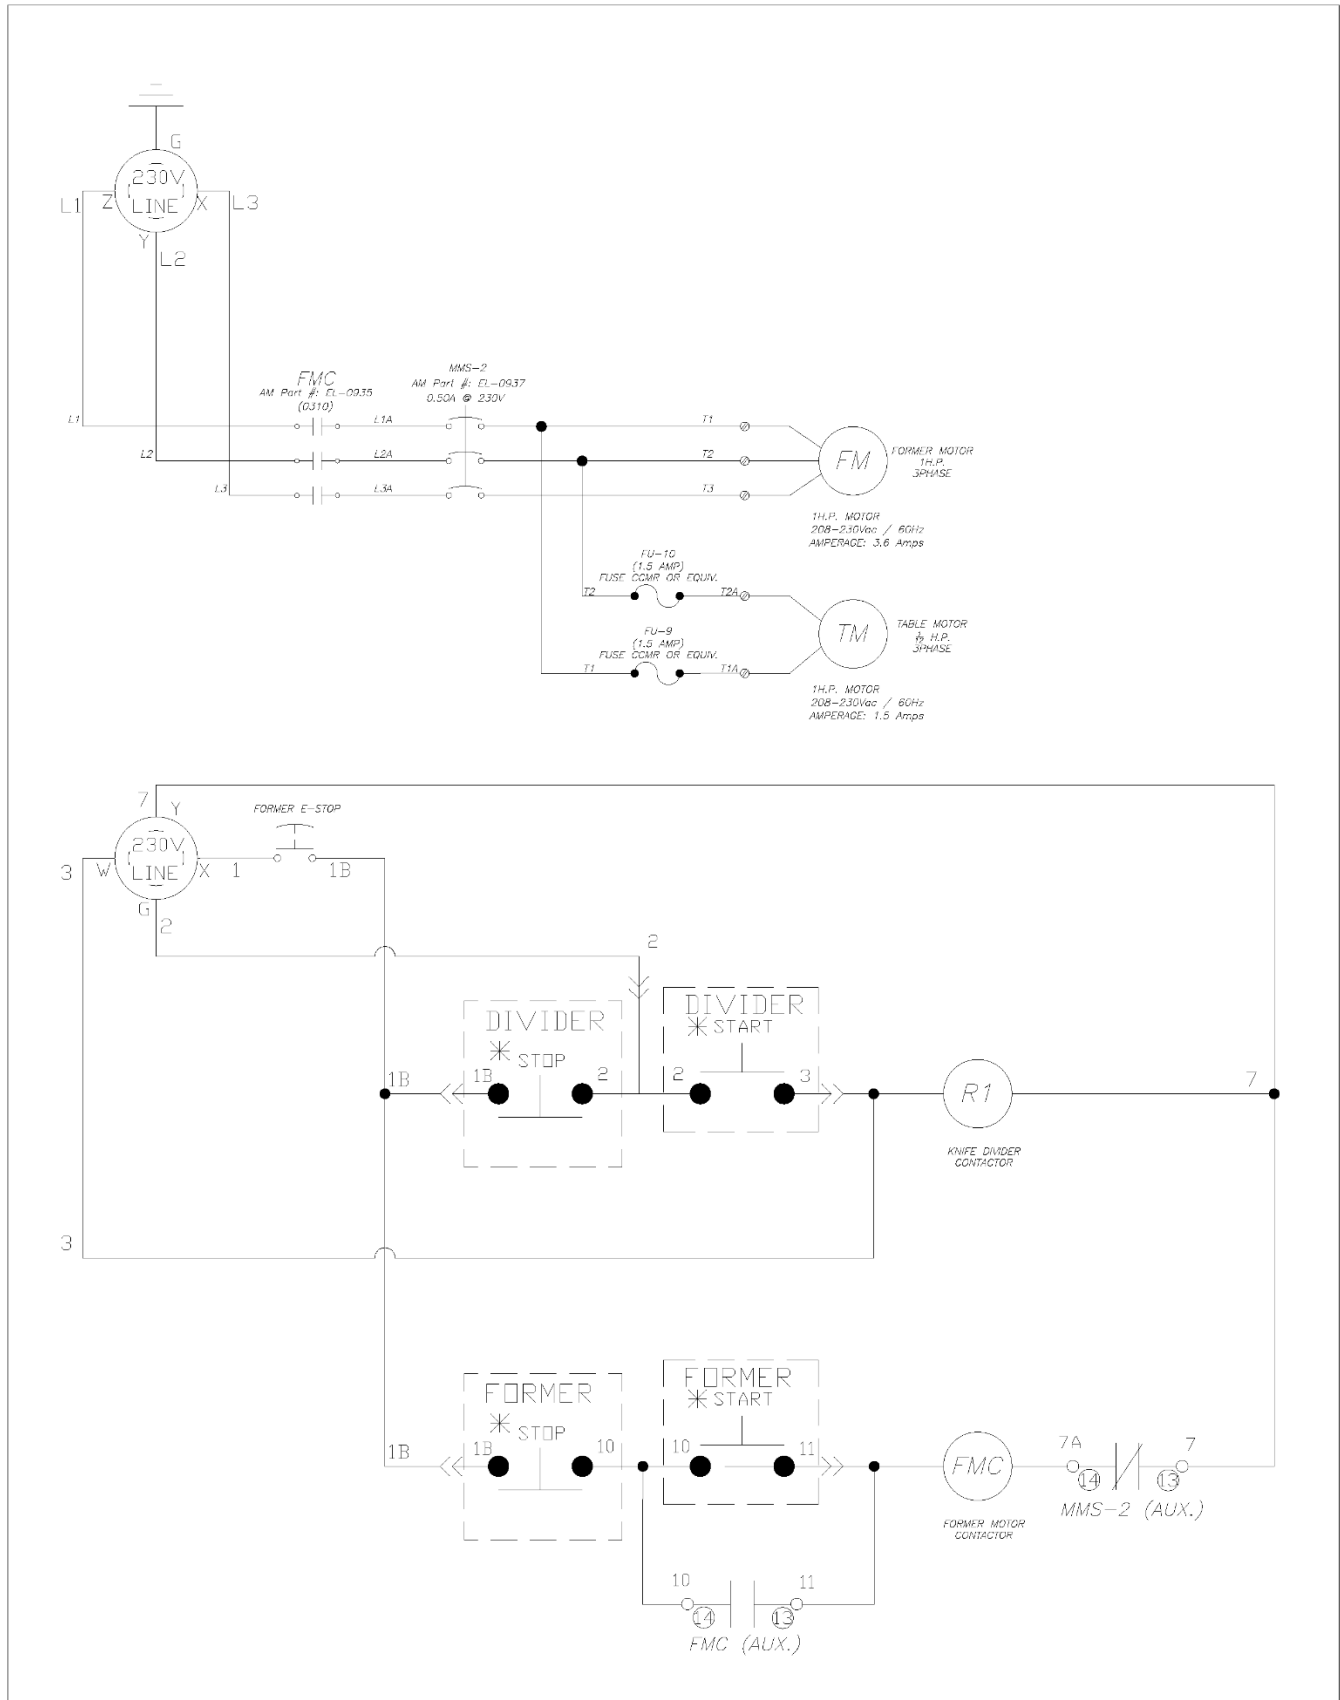 G
230V
LINE
L1
Z
X
L3
Y
L2
FMC
AM Part #: EL-0935
(0310)
MMS-2
AM Part #: EL-0937
0.50A @ 230V
L1
L1A
T1
L2
L2A
T2
L3
L3A
T3
FM
FORMER MOTOR
1H.P.
3PHASE
1H.P. MOTOR
208-230Vac / 60Hz
AMPERAGE: 3.6 Amps
FU-10
(1.5 AMP)
FUSE CCMR OR EQUIV.
T2
T2A
FU-9
(1.5 AMP)
FUSE CCMR OR EQUIV.
T1
T1A
TM
TABLE MOTOR
H.P.
3PHASE
1H.P. MOTOR
208-230Vac / 60Hz
AMPERAGE: 1.5 Amps
7
Y
FORMER E-STOP
230V
LINE
3
W
X
1
1B
G
2
2
DIVIDER
* STOP
DIVIDER
* START
1B
1B
2
2
3
R1
7
KNIFE DIVIDER
CONTACTOR
3
FORMER
* STOP
FORMER
* START
1B
1B
10
10
11
FMC
7A
7
14
13
MMS-2 (AUX.)
FORMER MOTOR
CONTACTOR
10
11
14
13
FMC (AUX.)